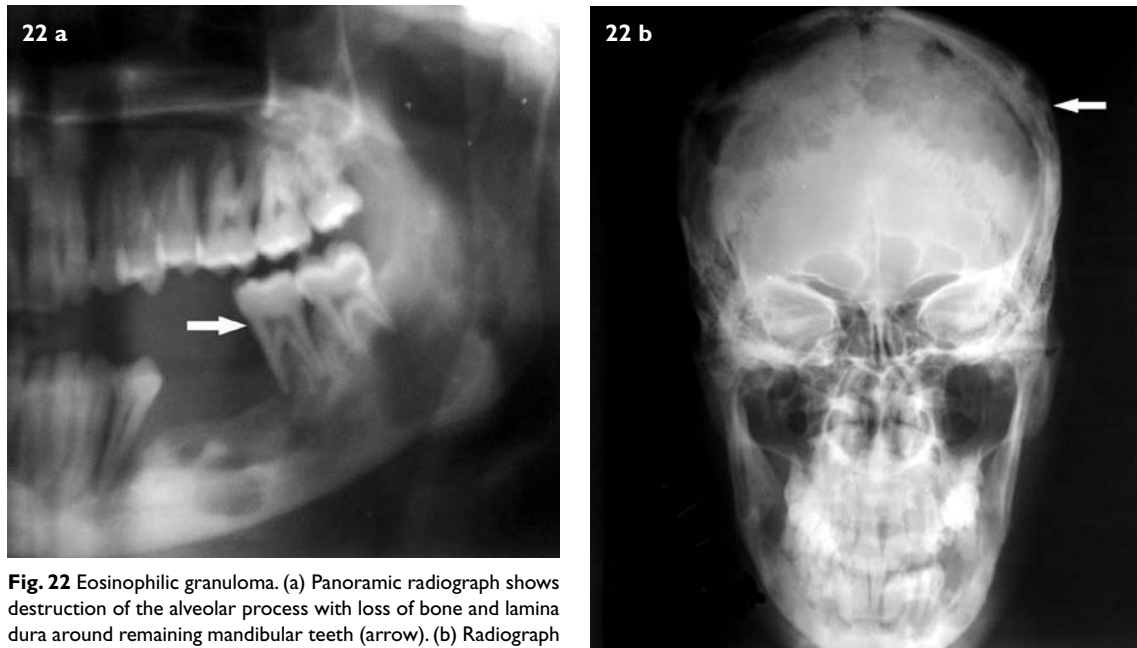 22 a
22 b
Fig. 22 Eosinophilic granuloma. (a) Panoramic radiograph shows
destruction of the alveolar process with loss of bone and lamina
dura around remaining mandibular teeth (arrow). (b) Radiograph